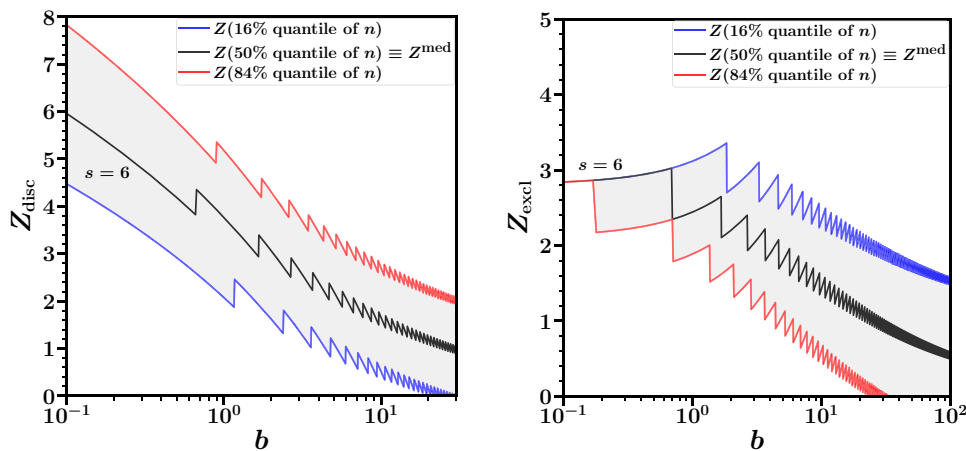 Z(16% quantile of n)
Z(50% quantile of n) ≡ Z^med
Z(84% quantile of n)
8
7
6
5
4
3
2
1
0
Z_disc
s = 6
10^−1
10^0
10^1
b
Z(16% quantile of n)
Z(50% quantile of n) ≡ Z^med
Z(84% quantile of n)
5
4
3
2
1
0
Z_excl
s = 6
10^−1
10^0
10^1
10^2
b